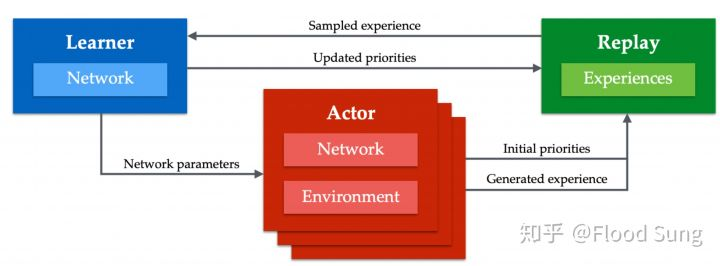 Sampled experience
Learner
Replay
Updated priorities
Network
Experiences
Actor
Network
Initial priorities
Network parameters
Generated experience
Environment
知乎 @Flood Sung